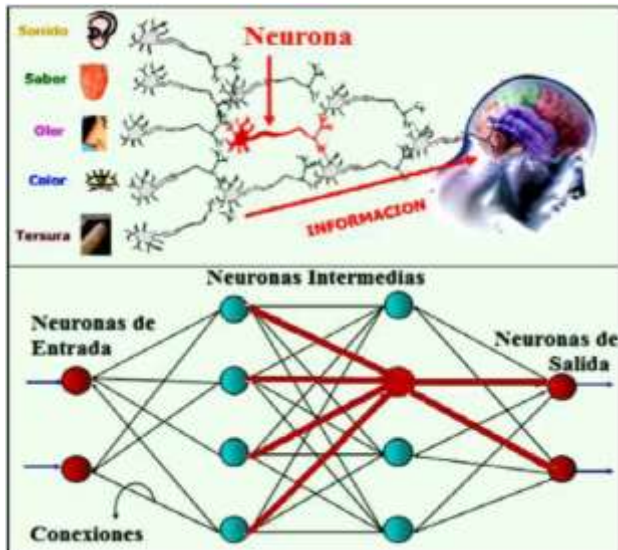 Sonido
Neurona
Sabor
Olor
Color
Tersura
INFORMACION
Neuronas Intermedias
Neuronas de
Entrada
Neuronas de
Salida
Conexiones